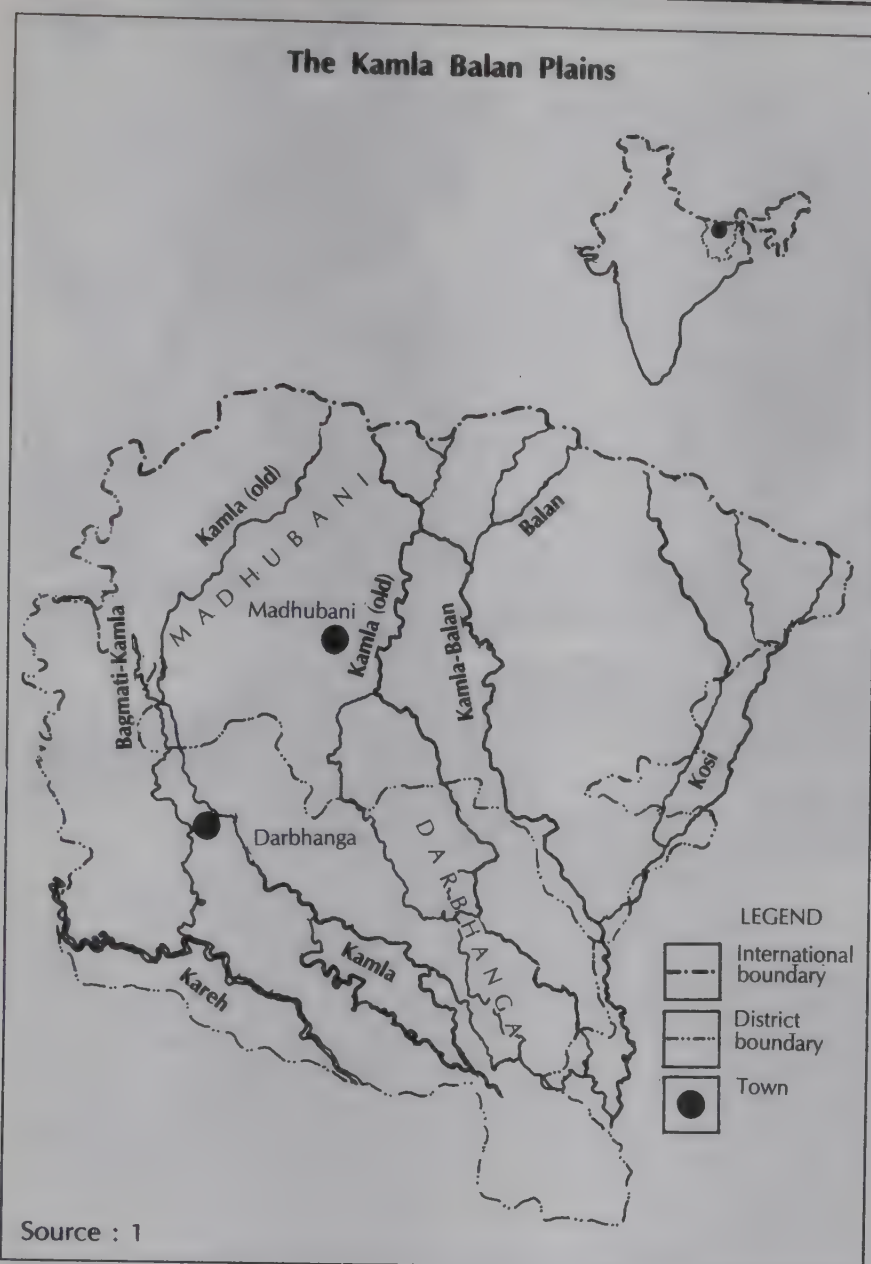 The Kamla Balan Plains
Kamla (old)
MADHUBANI
Balan
Madhubani
Kamla (old)
Kamla-Balan
Bagmati-Kamla
Kosi
Darbhanga
DARBHANGA
Kamla
Kareh
LEGEND
International
boundary
District
boundary
Town
Source : 1